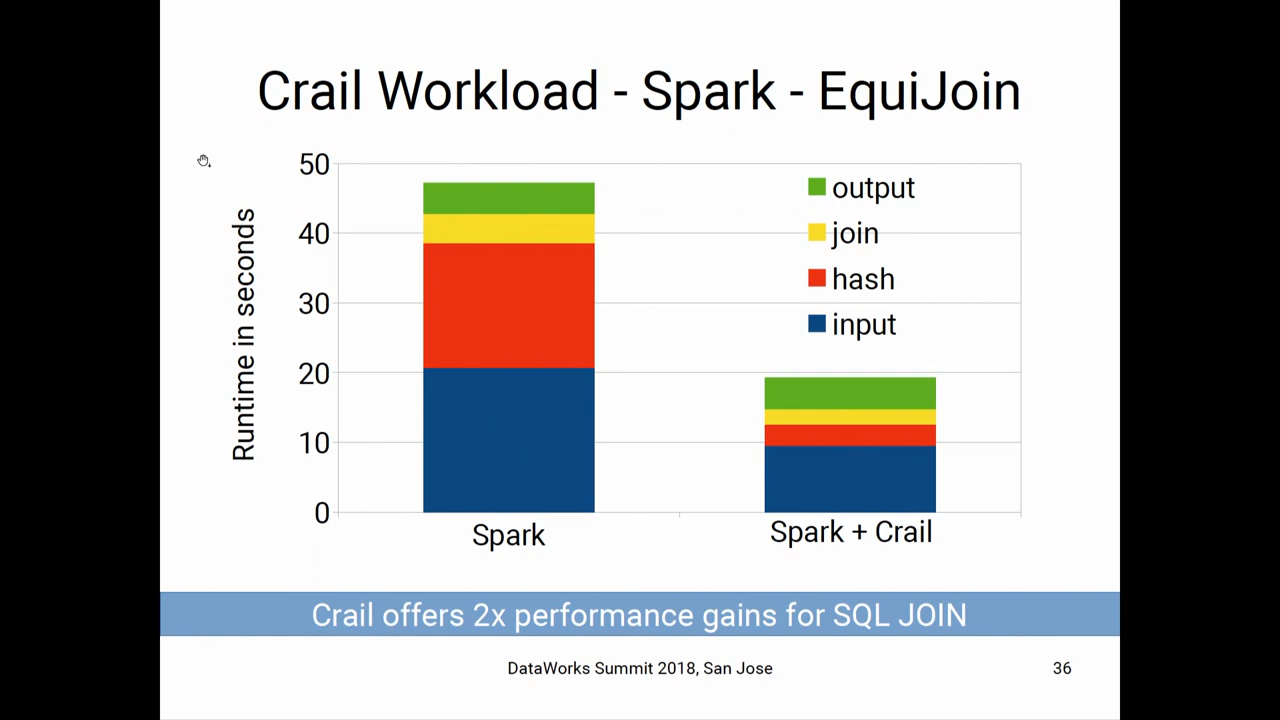 Crail Workload - Spark - EquiJoin
50
40
30
20
10
0
Runtime in seconds
output
join
hash
input
Spark
Spark + Crail
Crail offers 2x performance gains for SQL JOIN
DataWorks Summit 2018, San Jose
36